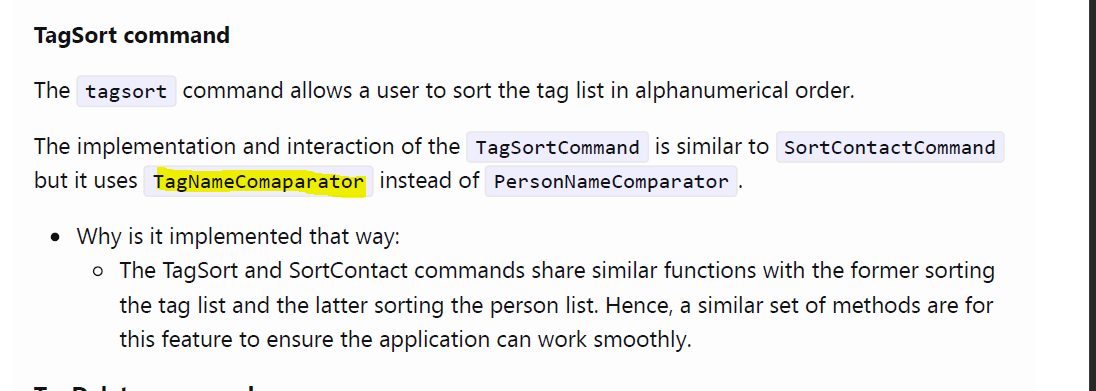 TagSort command
The tagsort command allows a user to sort the tag list in alphanumerical order.
The implementation and interaction of the TagSortCommand is similar to SortContactCommand
but it uses TagNameComaparator instead of PersonNameComparator.
• Why is it implemented that way:
○ The TagSort and SortContact commands share similar functions with the former sorting
the tag list and the latter sorting the person list. Hence, a similar set of methods are for
this feature to ensure the application can work smoothly.